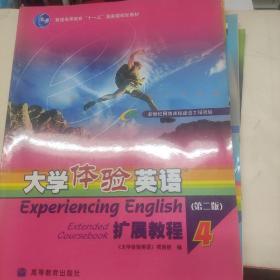 普通高等教育“十一五”国家级规划教材
大学体验英语
Experiencing English
(第二版)
Extended
Coursebook
扩展教程
4
《大学体验英语》项目组 编
高等教育出版社